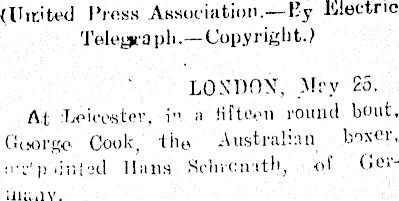 (United Press Association.—By Electric
Telegraph.—Copyright.)
LONDON, May 25.
At Leicester, in a fifteen round bout,
George Cook, the Australian boxer,
outpointed Hans Schonrath, of Ger-
many.